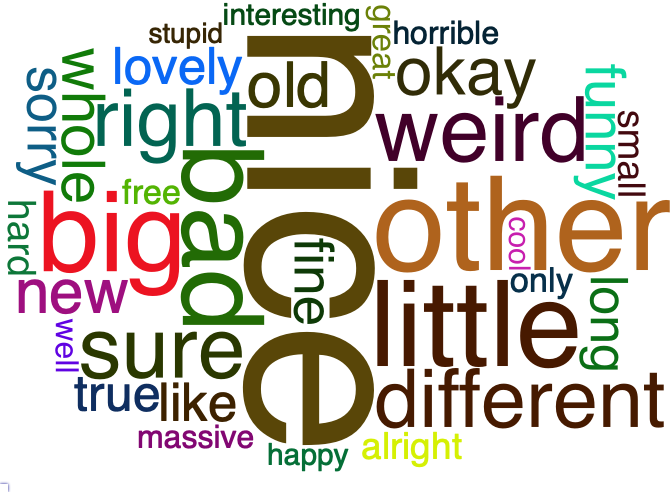 interesting
great
stupid
horrible
lovely
old
okay
whole
sorry
right
nice
weird
funny
small
bad
free
big
other
hard
cool
fine
only
new
little
long
well
sure
true
like
different
massive
happy
alright